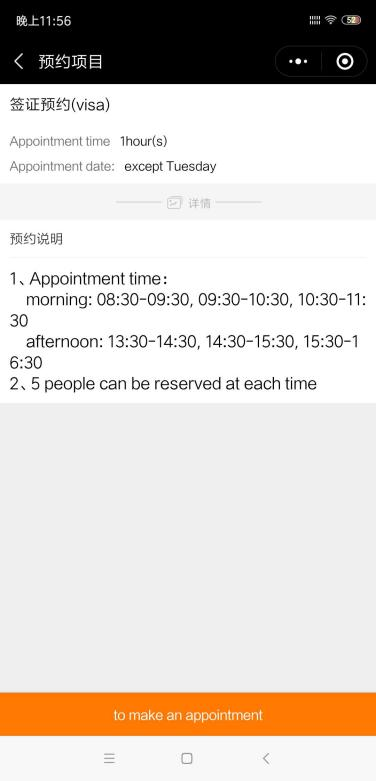 晚上11:56
52
预约项目
签证预约(visa)
Appointment time 1hour(s)
Appointment date: except Tuesday
详情
预约说明
1、Appointment time：
morning: 08:30-09:30, 09:30-10:30, 10:30-11:
30
afternoon: 13:30-14:30, 14:30-15:30, 15:30-1
6:30
2、5 people can be reserved at each time
to make an appointment